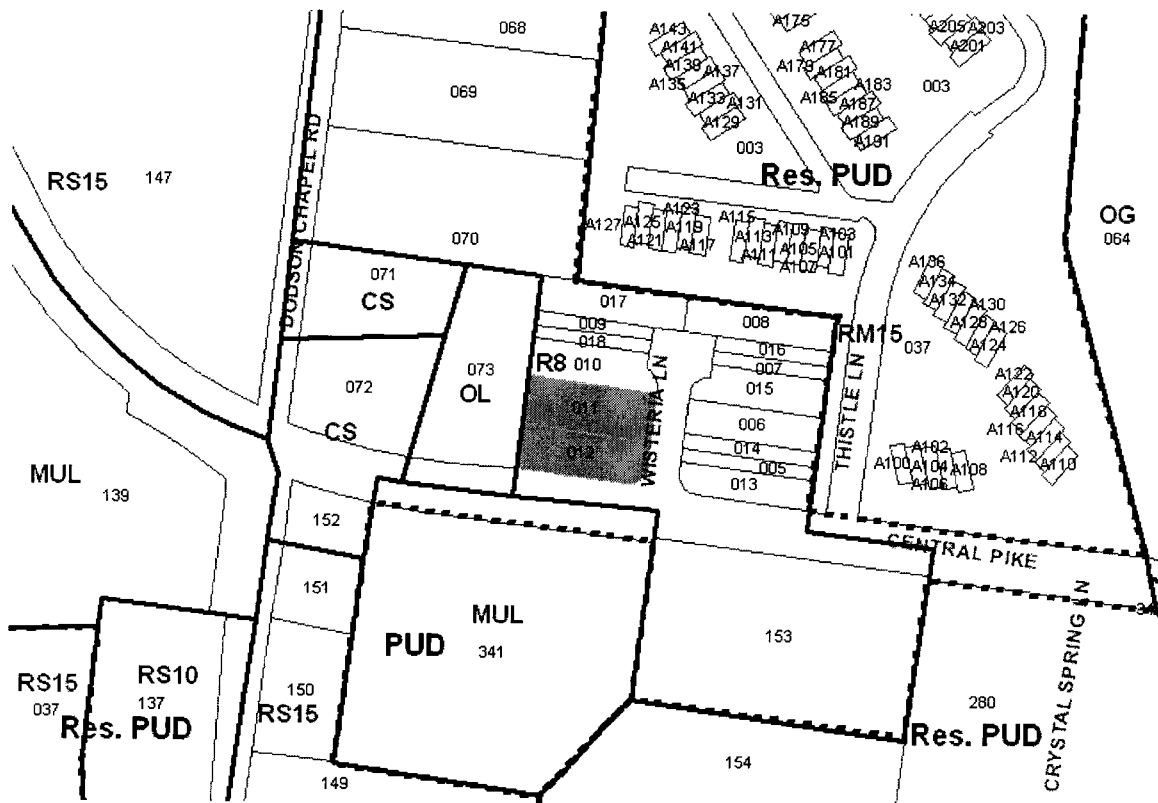 068
A143
A141
A139
A137
A135
A133
A131
A129
A175
A177
A179
A181
A183
A185
A187
A189
A191
A205
A203
A201
003
069
003
Res. PUD
RS15
147
DODSON CHAPEL RD
070
A127
A125
A123
A121
A119
A117
A115
A113
A111
A109
A107
A105
A103
A101
OG
064
071
CS
017
008
RM15
009
018
010
R8
016
007
015
037
A134
A132
A130
A128
A126
A124
A122
A120
A118
A116
A114
A112
A110
072
CS
073
OL
011
012
WISTERIA LN
006
014
005
013
THISTLE LN
A102
A100
A104
A108
A106
MUL
139
152
151
CENTRAL PIKE
MUL
341
PUD
153
CRYSTAL SPRING LN
34
RS15
037
RS10
137
Res. PUD
150
RS15
280
Res. PUD
149
154